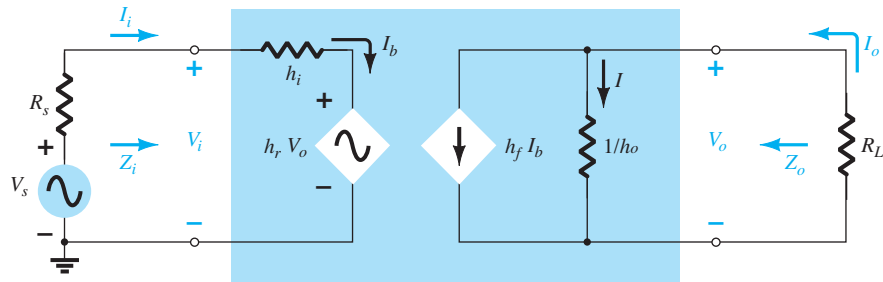 I_i
I_b
I
I_o
+
h_i
+
+
R_s
+
V_s
−
Z_i
V_i
h_r V_o
−
h_f I_b
1/h_o
V_o
Z_o
R_L
−
−